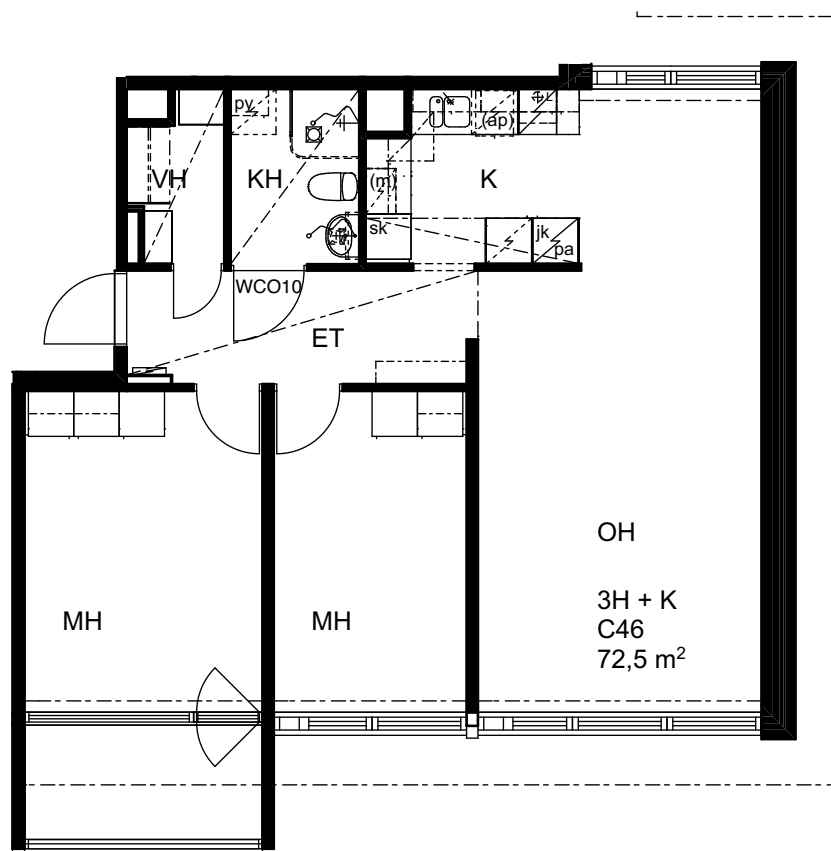 py
(ap)
VH
KH
(m)
K
sk
jk
pa
WCO10
ET
OH
3H + K
C46
72,5 m²
MH
MH